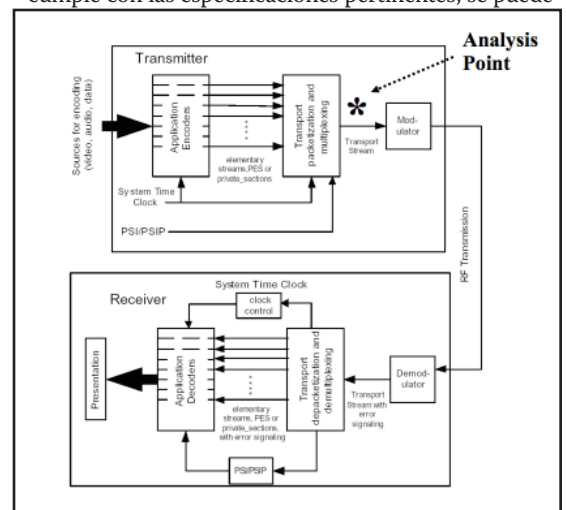 cumple con las especificaciones pertinentes, se puede
Transmitter
Analysis
Point
Sources for encoding
(video, audio, data)
Application
Encoders
Transport
packetization and
multiplexing
*
Mod-
ulator
Transport
Stream
elementary
streams,PES or
private_sections
System Time
Clock
PSI/PSIP
RF Transmission
Receiver
System Time Clock
clock
control
Presentation
Application
Decoders
Transport
depacketization and
demultiplexing
Demod-
ulator
Transport
Stream with
error
signaling
elementary
streams, PES or
private_sections,
with error signaling
PSI/PSIP